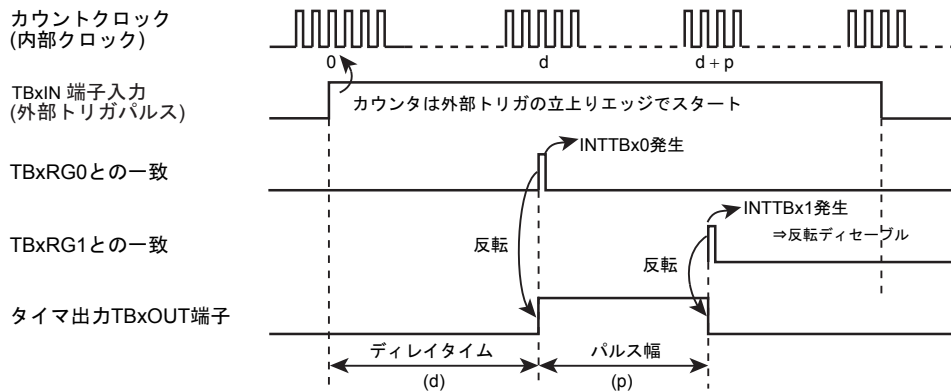 カウントクロック
(内部クロック)
0
d
d + p
TBxIN 端子入力
(外部トリガパルス)
カウンタは外部トリガの立上りエッジでスタート
INTTBx0発生
TBxRG0との一致
INTTBx1発生
TBxRG1との一致
反転
⇒反転ディセーブル
反転
タイマ出力TBxOUT端子
ディレイタイム
パルス幅
(d)
(p)